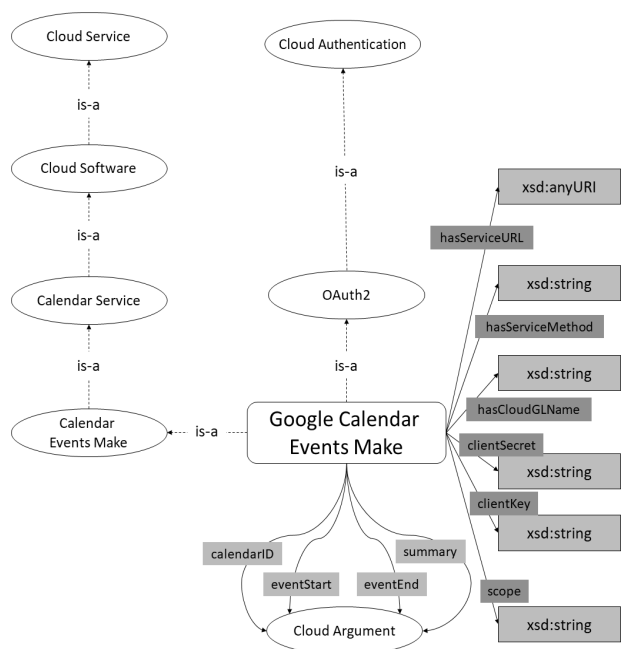 Cloud Service
Cloud Authentication
is-a
is-a
Cloud Software
xsd:anyURI
is-a
hasServiceURL
Calendar Service
OAuth2
xsd:string
hasServiceMethod
is-a
is-a
xsd:string
hasCloudGLName
Calendar
Events Make
is-a
Google Calendar
Events Make
clientSecret
xsd:string
clientKey
xsd:string
calendarID
summary
eventStart
eventEnd
scope
Cloud Argument
xsd:string